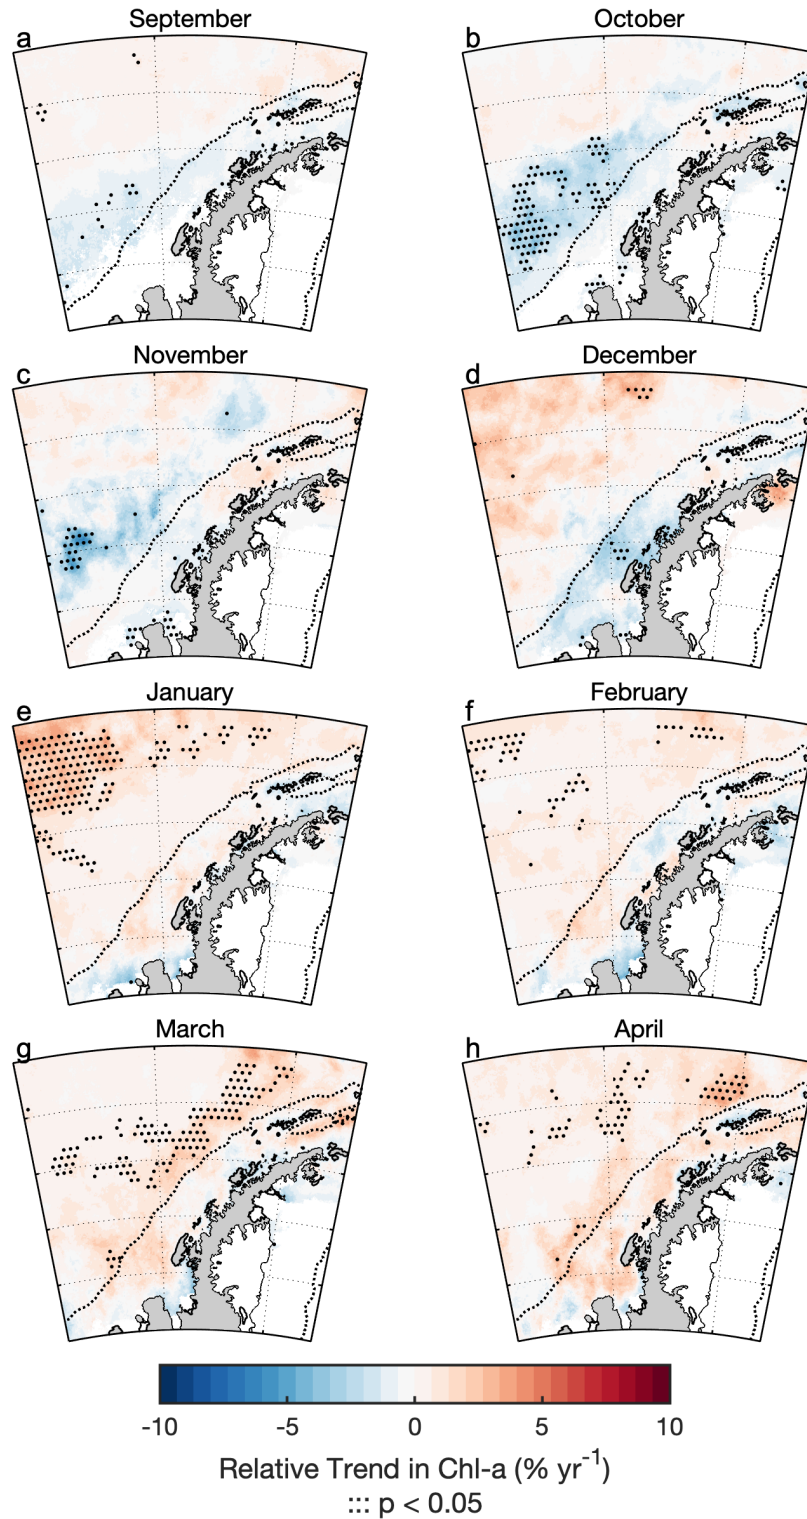 September
October
a
b
November
December
c
d
January
February
e
f
March
April
g
h
-10 -5 0 5 10
Relative Trend in Chl-a (% yr⁻¹)
::: p < 0.05